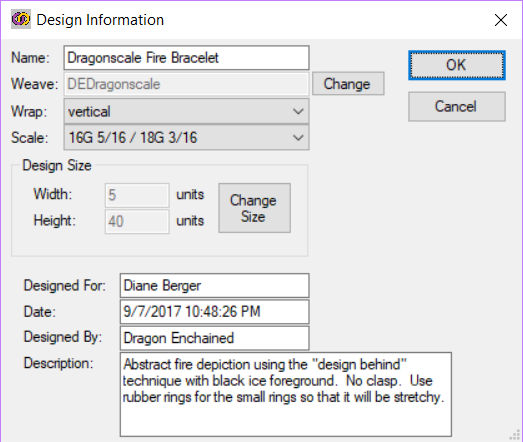 Design Information
Name: Dragonscale Fire Bracelet
OK
Weave: DEDragonscale Change
Cancel
Wrap: vertical
Scale: 16G 5/16 / 18G 3/16
Design Size
Width: 5 units
Change
Size
Height: 40 units
Designed For: Diane Berger
Date: 9/7/2017 10:48:26 PM
Designed By: Dragon Enchained
Description: Abstract fire depiction using the "design behind"
technique with black ice foreground.  No clasp.  Use
rubber rings for the small rings so that it will be stretchy.